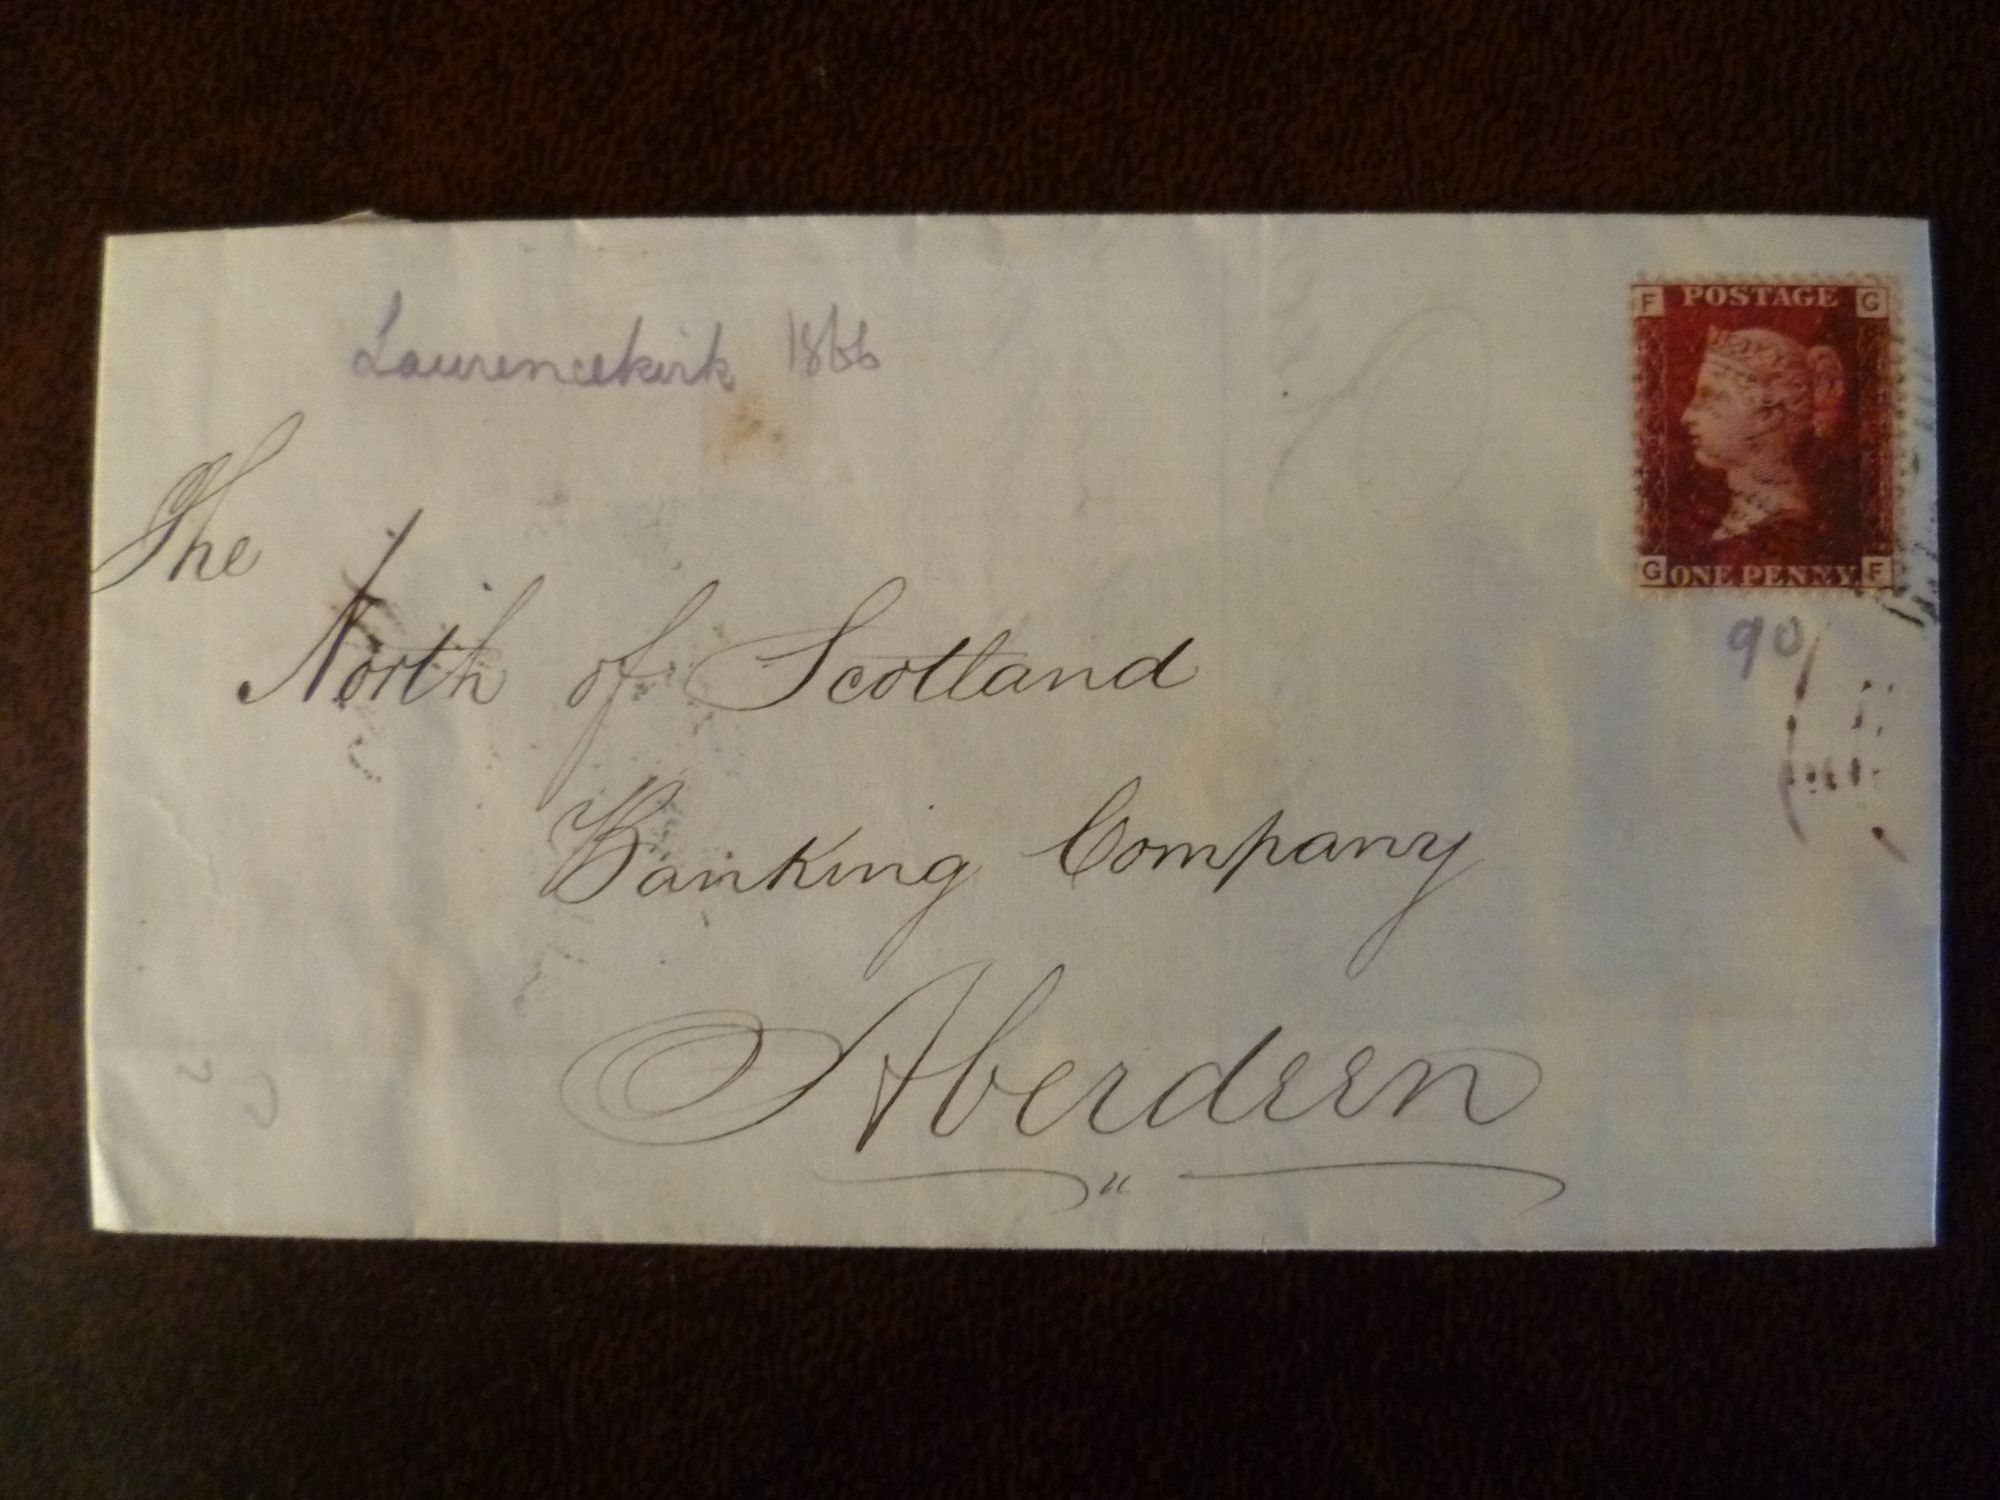 Laurencekirk 1866
F POSTAGE G
G ONE PENNY F
90
The
North of Scotland
Banking Company
Aberdeen